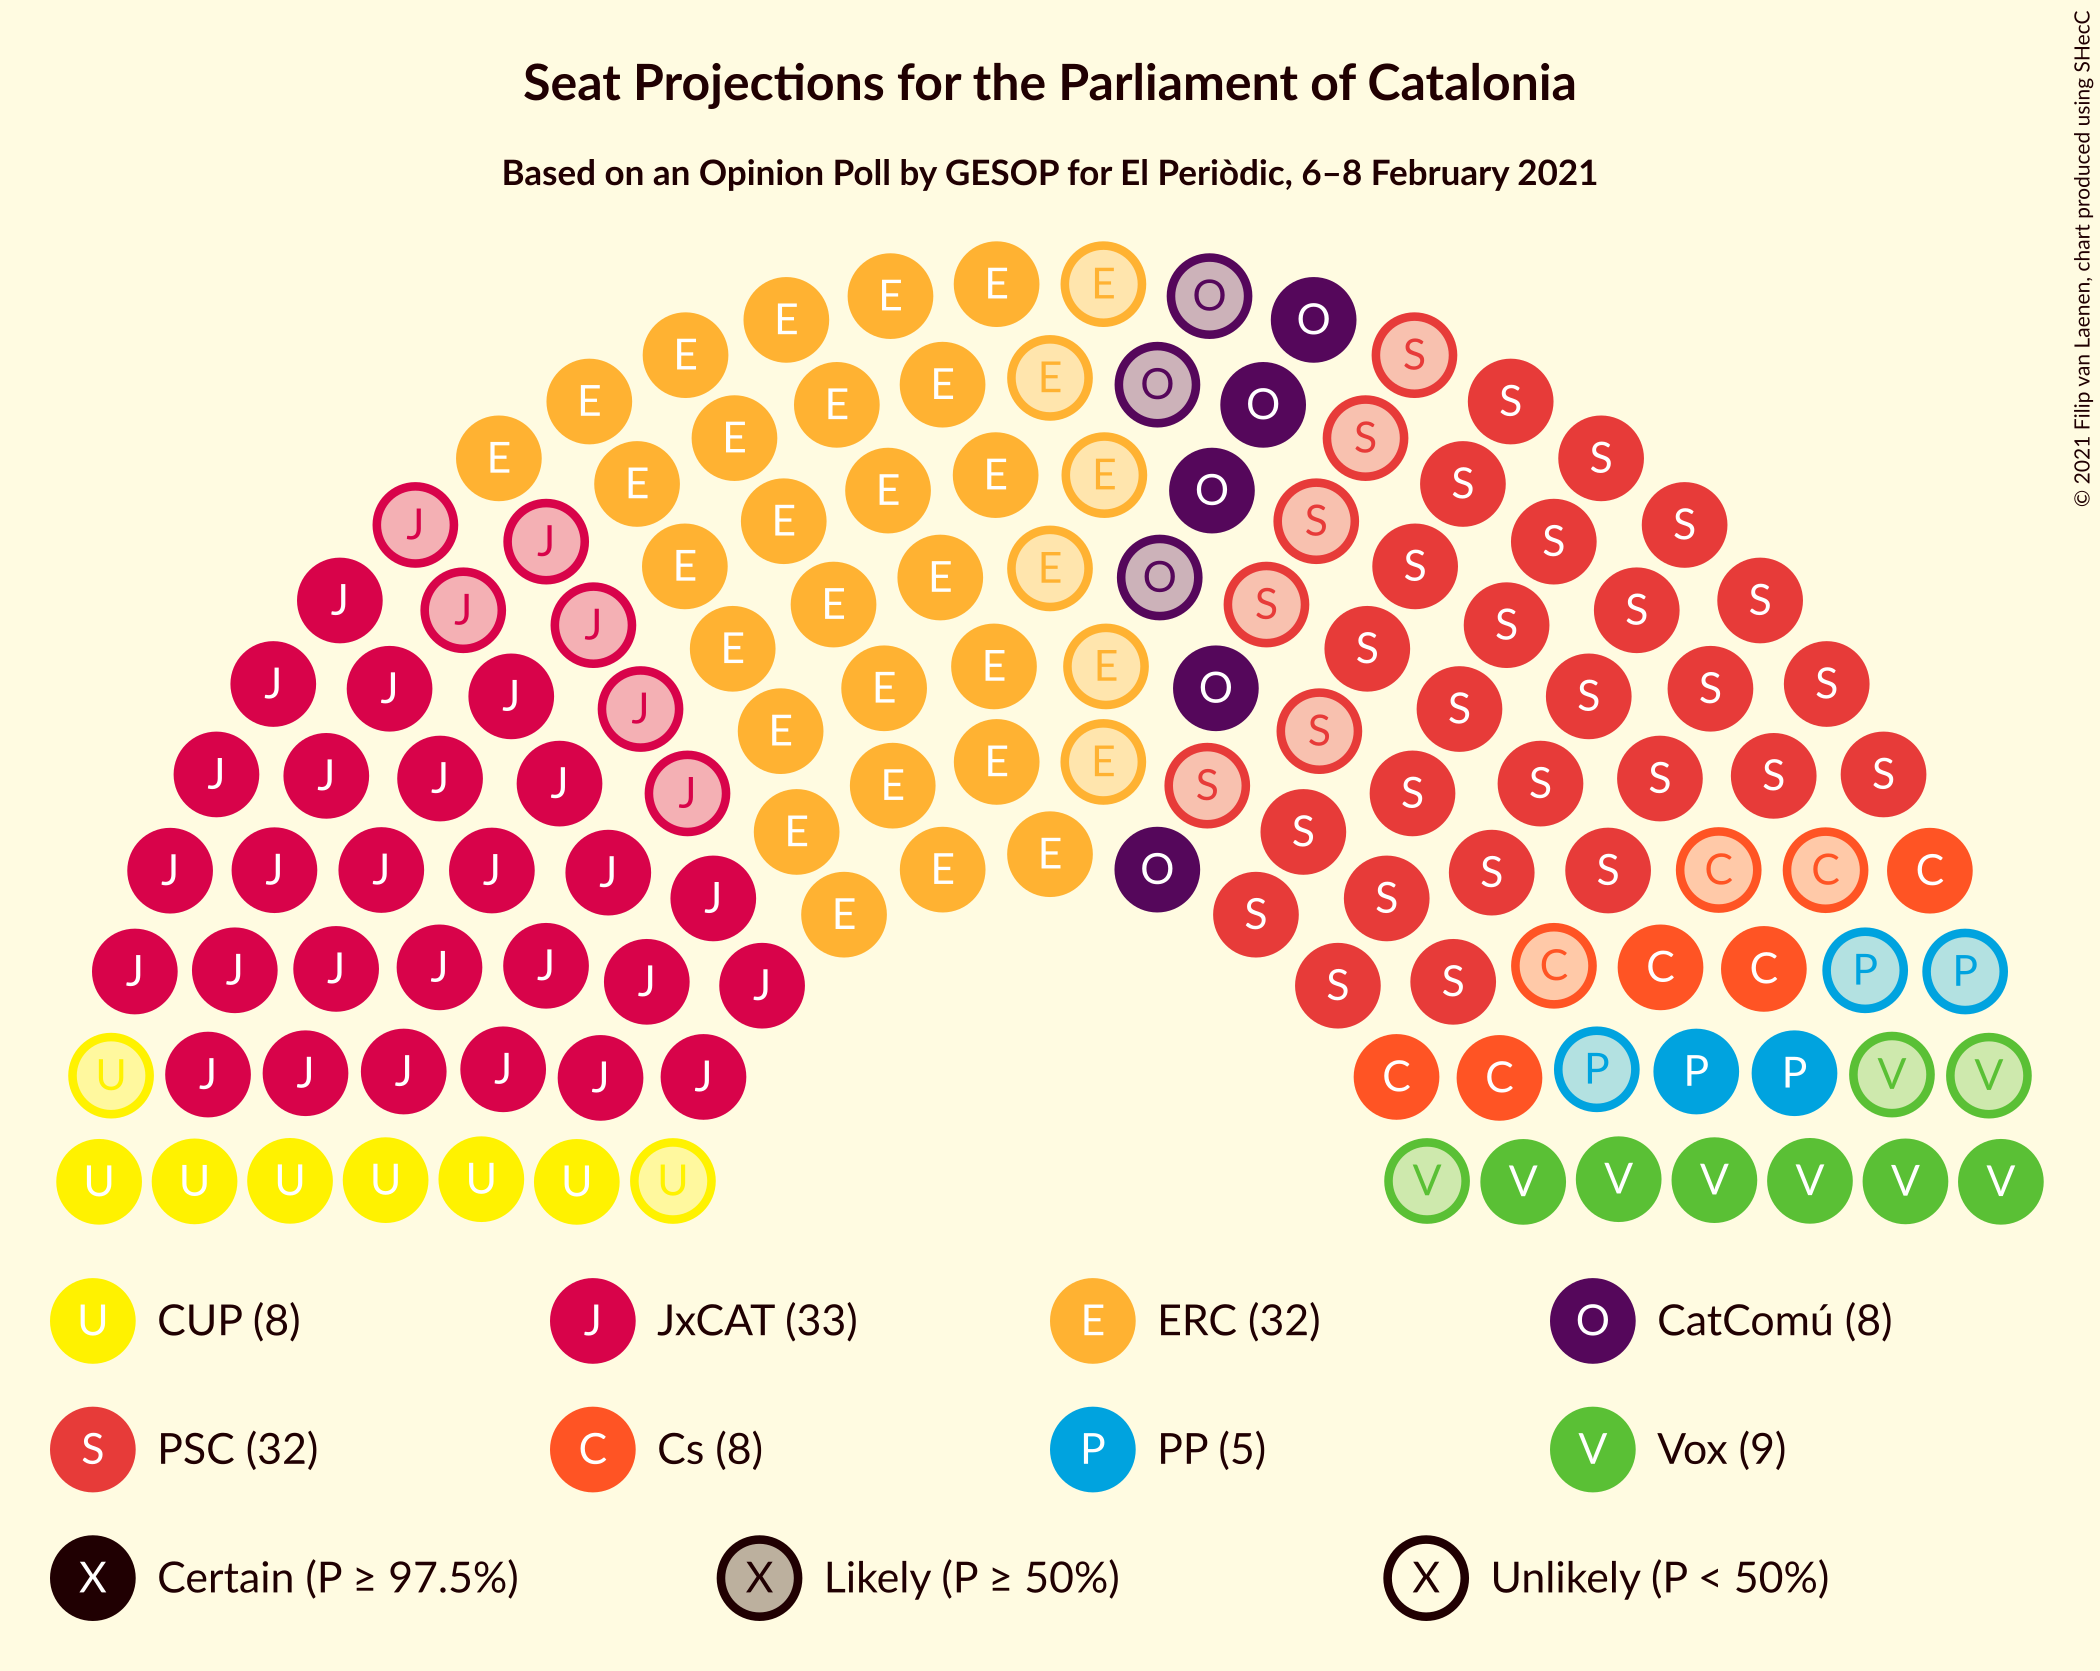 © 2021 Filip van Laenen, chart produced using SHecC
Seat Projections for the Parliament of Catalonia
Based on an Opinion Poll by GESOP for El Periòdic, 6–8 February 2021
E E
E O
E O
E S
E
E O
E E O S
E S
E S
E E
E S
E O
J E S S
J S
E E S
E O
J E S S
J S
J S
E S
E E
J J E O S S
J S
J S
E S
E E
J J J J E S S S S S
J S
E S
E
J J J J J E O S S C C C
J S
E S
J J J J J J J S S C C C P P
U J J J J J J C C P P P V V
U U U U U U U V V V V V V V
U CUP (8) J JxCAT (33) E ERC (32) O CatComú (8)
S PSC (32) C Cs (8) P PP (5) V Vox (9)
X Certain (P ≥ 97.5%) X Likely (P ≥ 50%) X Unlikely (P < 50%)